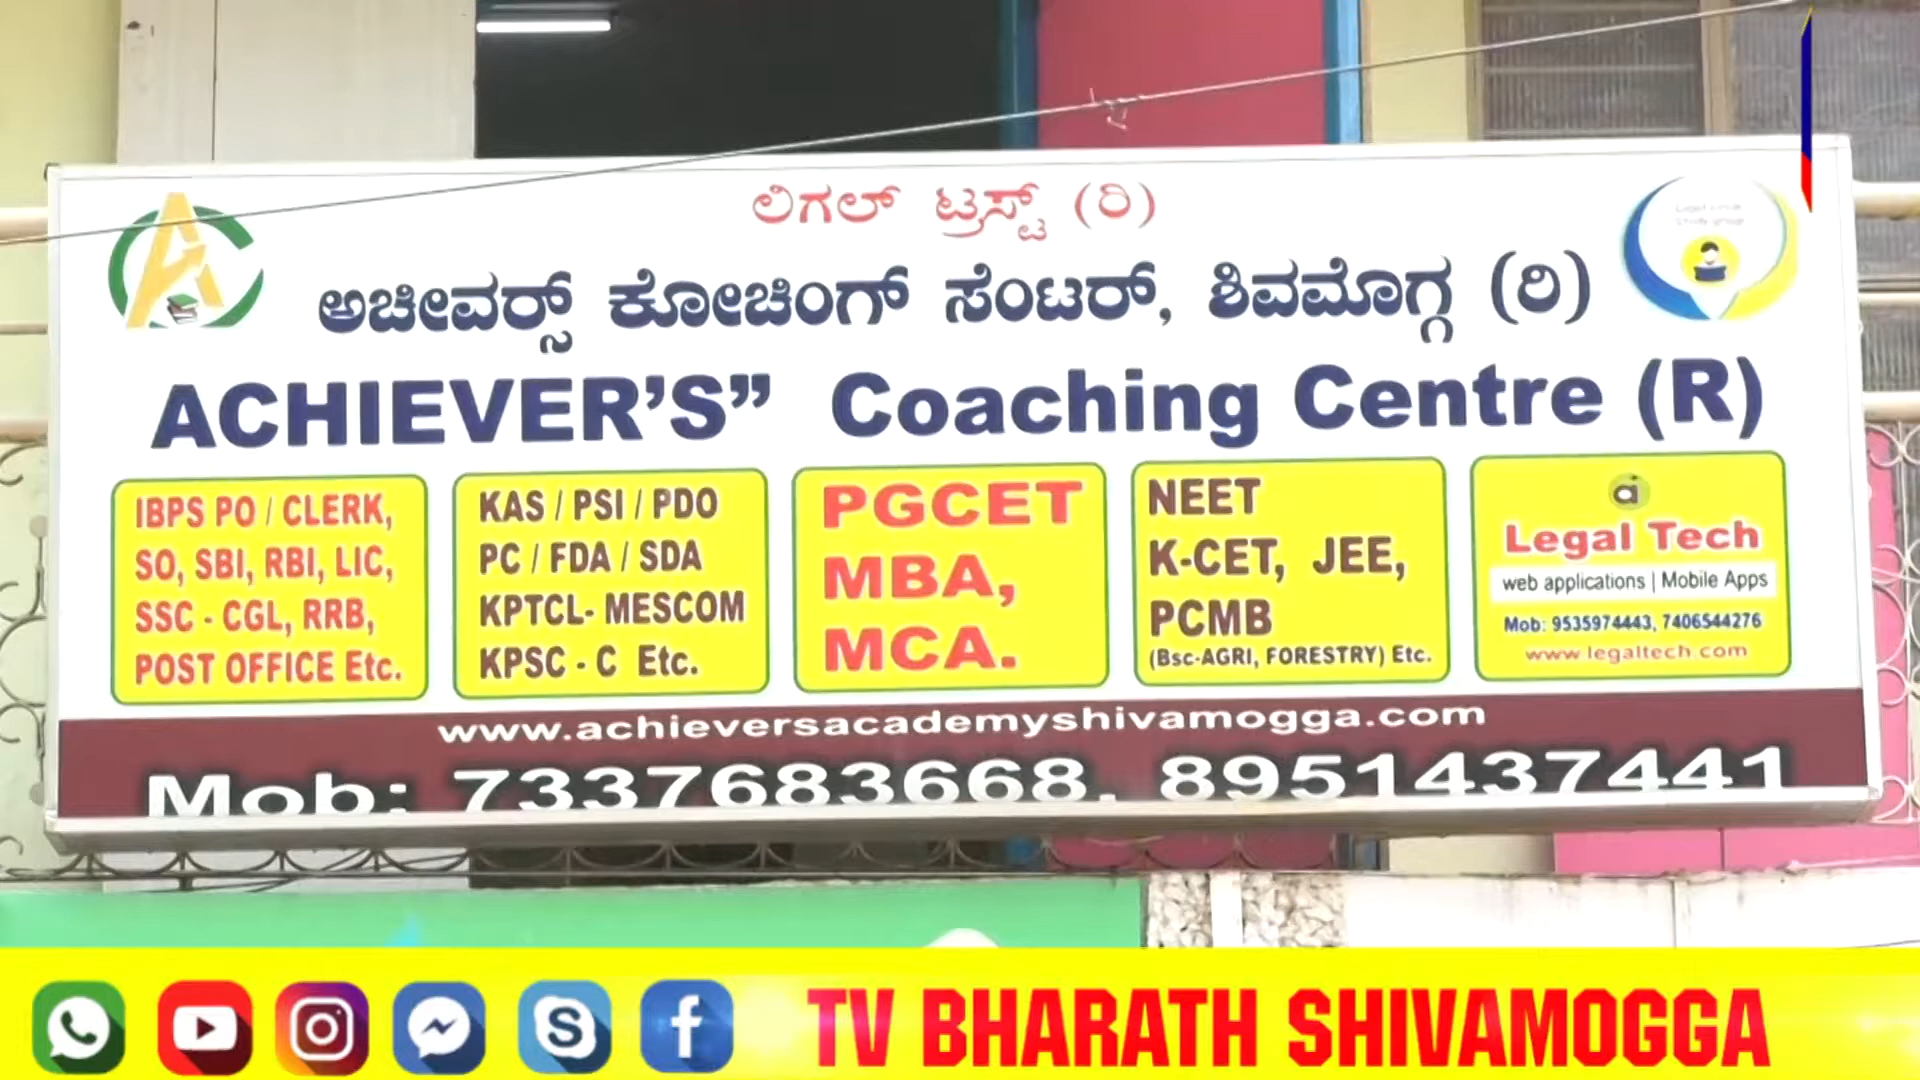 ಲಿಗಲ್ ಟ್ರಸ್ಟ್ (ರಿ)
ಅಚೀವರ್‍ಸ್ ಕೋಚಿಂಗ್ ಸೆಂಟರ್, ಶಿವಮೊಗ್ಗ (ರಿ)
ACHIEVER’S” Coaching Centre (R)
IBPS PO / CLERK,
SO, SBI, RBI, LIC,
SSC - CGL, RRB,
POST OFFICE Etc.
KAS / PSI / PDO
PC / FDA / SDA
KPTCL- MESCOM
KPSC - C Etc.
PGCET
MBA,
MCA.
NEET
K-CET, JEE,
PCMB
(Bsc-AGRI, FORESTRY) Etc.
Legal Tech
web applications | Mobile Apps
Mob: 9535974443, 7406544276
www.legaltech.com
www.achieversacademyshivamogga.com
Mob: 7337683668, 8951437441
TV BHARATH SHIVAMOGGA